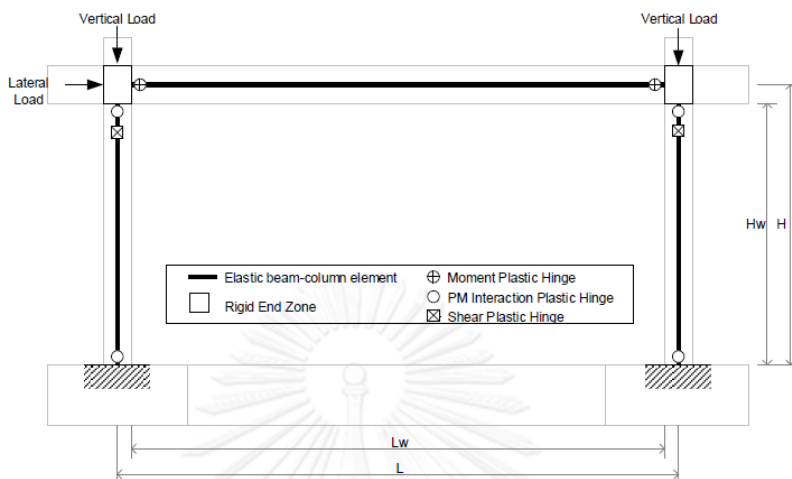 Vertical Load
Vertical Load
Lateral
Load
Hw
H
Elastic beam-column element
Moment Plastic Hinge
Rigid End Zone
PM Interaction Plastic Hinge
Shear Plastic Hinge
Lw
L